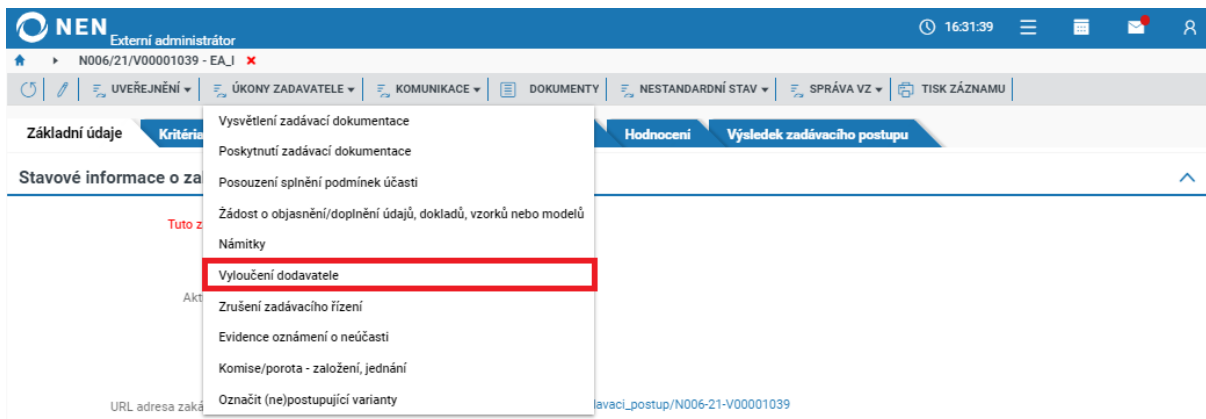 NEN Externí administrátor 16:31:39
N006/21/V00001039 - EA_I
UVEŘEJNĚNÍ ÚKONY ZADAVATELE KOMUNIKACE DOKUMENTY NESTANDARDNÍ STAV SPRÁVA VZ TISK ZÁZNAMU
Základní údaje Kritéria Hodnocení Výsledek zadávacího postupu
Stavové informace o za
Tuto z
Akt
URL adresa zaká
Vysvětlení zadávací dokumentace
Poskytnutí zadávací dokumentace
Posouzení splnění podmínek účasti
Žádost o objasnění/doplnění údajů, dokladů, vzorků nebo modelů
Námitky
Vyloučení dodavatele
Zrušení zadávacího řízení
Evidence oznámení o neúčasti
Komise/porota - založení, jednání
Označit (ne)postupující varianty
davaci_postup/N006-21-V00001039